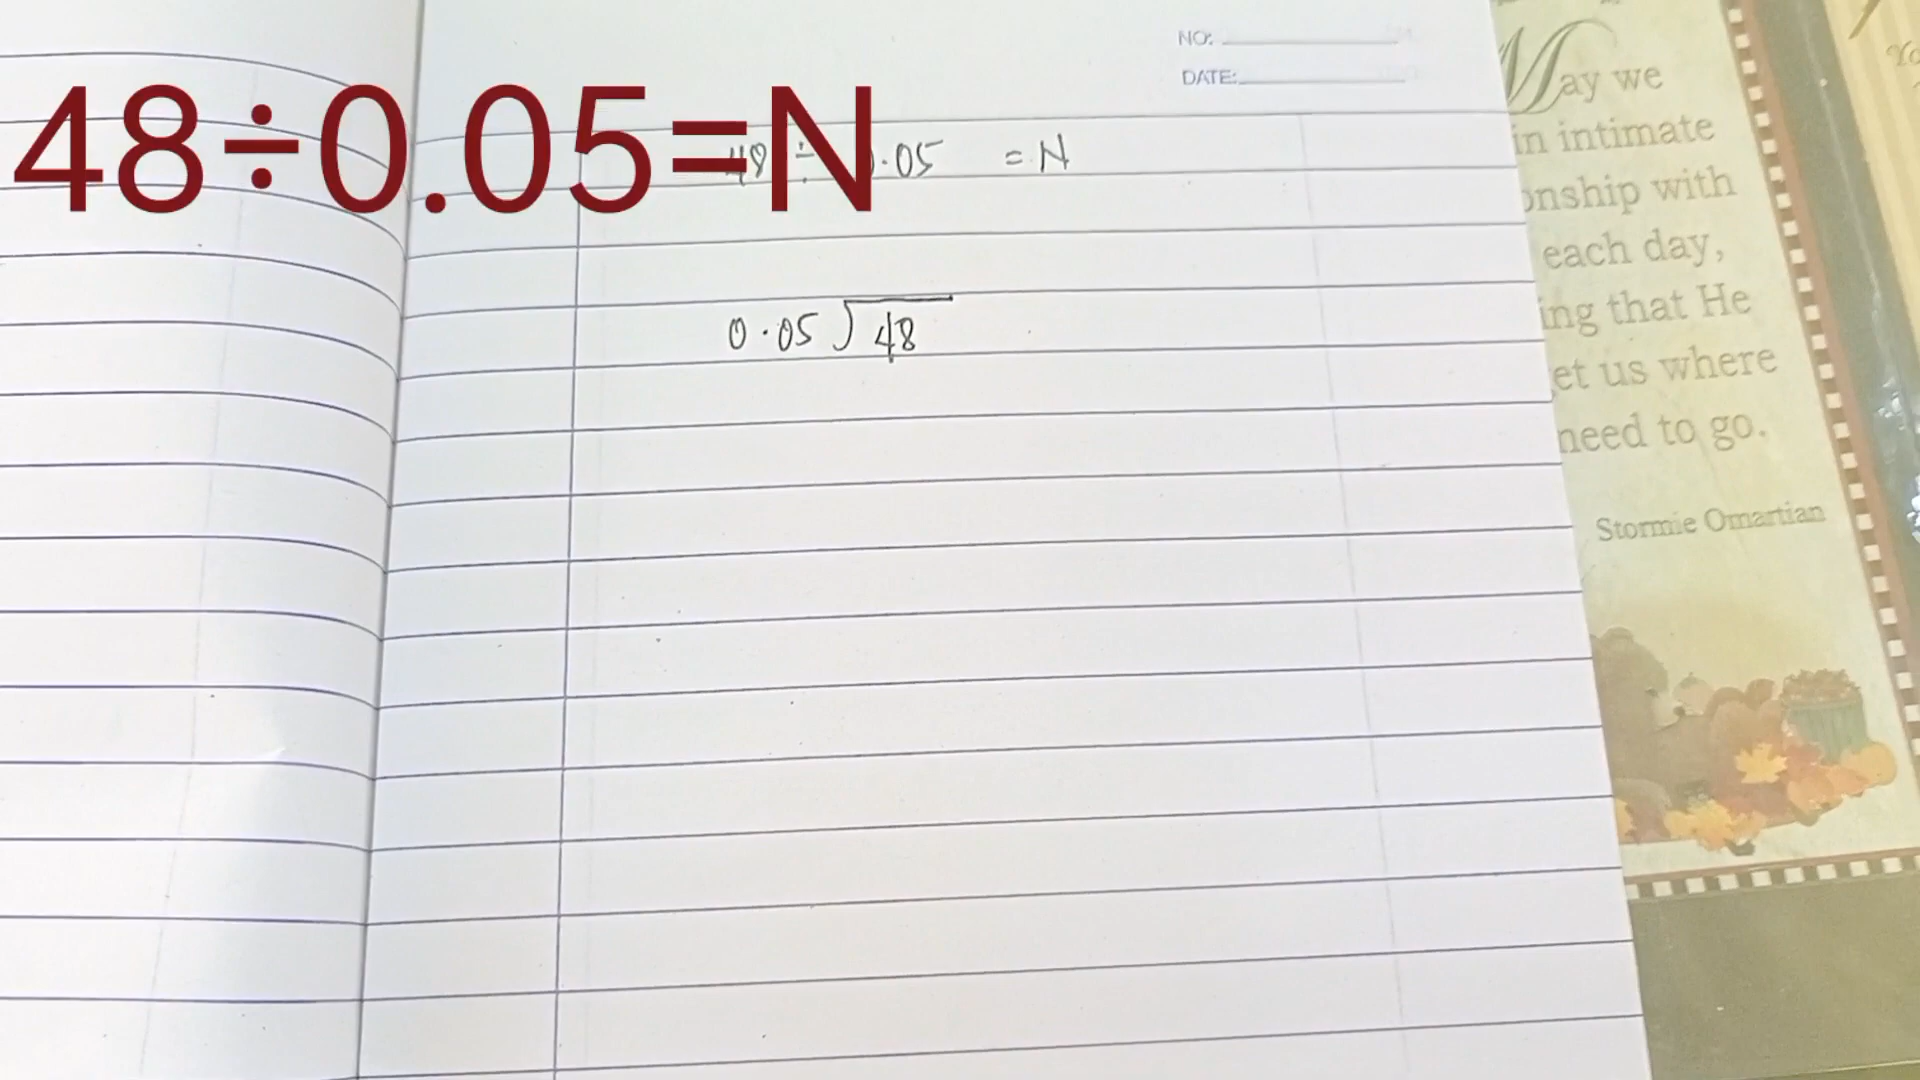 48÷0.05=N
NO:
DATE:
48 ÷ 0.05 = N
0.05 ) 48
May we
in intimate
onship with
each day,
ing that He
et us where
need to go.
Stormie Omartian